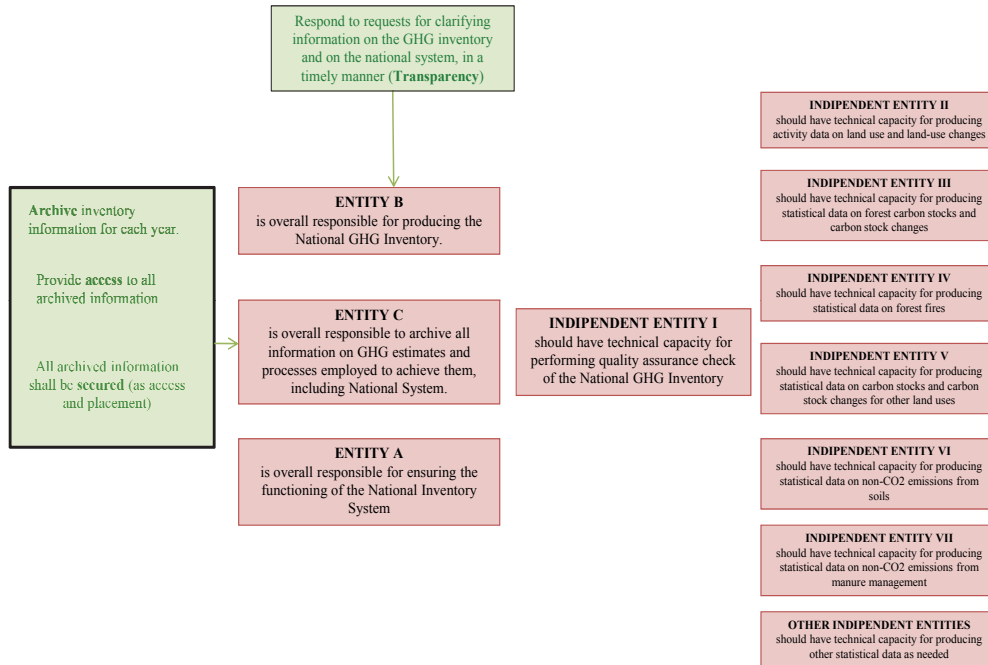 Respond to requests for clarifying
information on the GHG inventory
and on the national system, in a
timely manner (Transparency)
Archive inventory
information for each year.
Provide access to all
archived information
All archived information
shall be secured (as access
and placement)
ENTITY B
is overall responsible for producing the
National GHG Inventory.
ENTITY C
is overall responsible to archive all
information on GHG estimates and
processes employed to achieve them,
including National System.
ENTITY A
is overall responsible for ensuring the
functioning of the National Inventory
System
INDIPENDENT ENTITY I
should have technical capacity for
performing quality assurance check
of the National GHG Inventory
INDIPENDENT ENTITY II
should have technical capacity for producing
activity data on land use and land-use changes
INDIPENDENT ENTITY III
should have technical capacity for producing
statistical data on forest carbon stocks and
carbon stock changes
INDIPENDENT ENTITY IV
should have technical capacity for producing
statistical data on forest fires
INDIPENDENT ENTITY V
should have technical capacity for producing
statistical data on carbon stocks and carbon
stock changes for other land uses
INDIPENDENT ENTITY VI
should have technical capacity for producing
statistical data on non-CO2 emissions from
soils
INDIPENDENT ENTITY VII
should have technical capacity for producing
statistical data on non-CO2 emissions from
manure management
OTHER INDIPENDENT ENTITIES
should have technical capacity for producing
other statistical data as needed